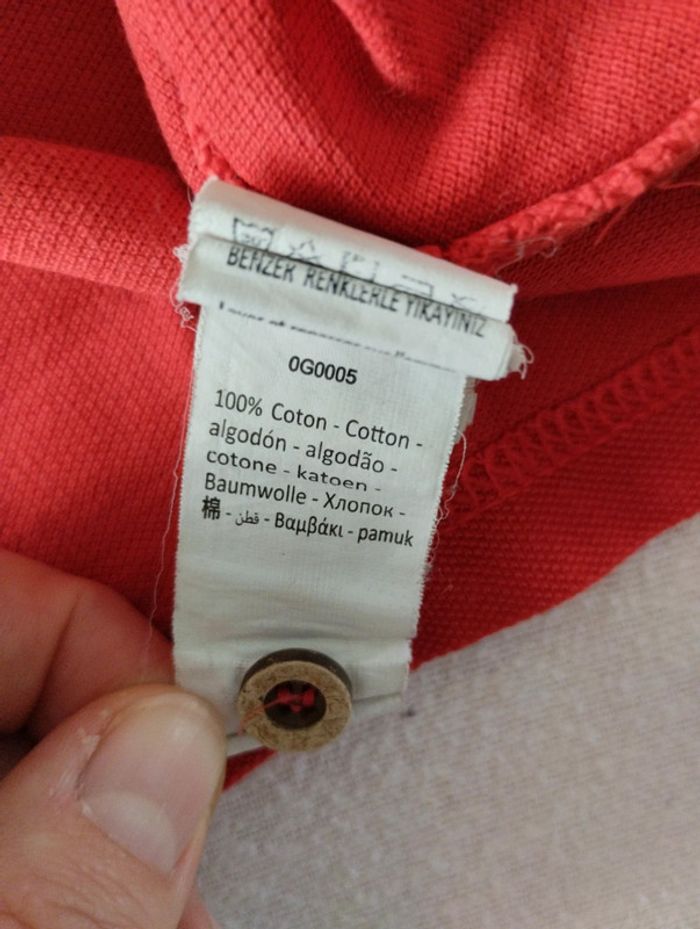 BENZER RENKLERLE YIKAYINIZ
0G0005
100% Coton - Cotton -
algodón - algodão -
cotone - katoen -
Baumwolle - Хлопок -
棉 - قطن - Βαμβάκι - pamuk